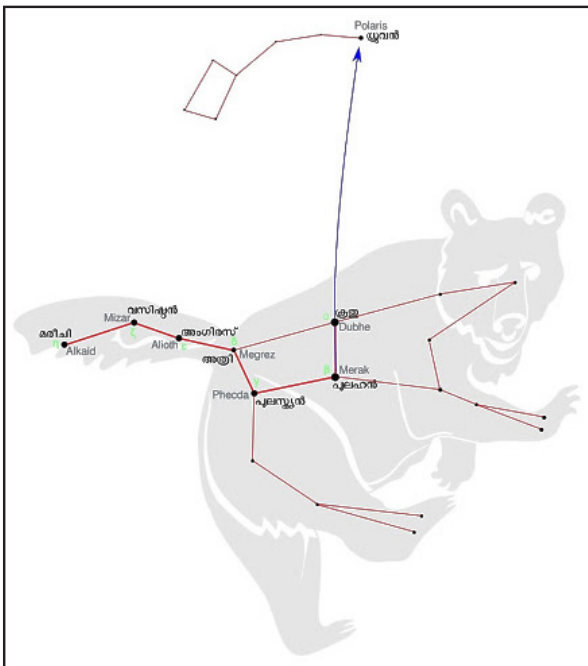 Polaris
ധ്രുവൻ
വസിഷ്ഠൻ
Mizar
ζ
മരീചി
η
Alkaid
അംഗിരസ്
Alioth
ε
δ
Megrez
അത്രി
ക്രതു
α
Dubhe
Merak
β
പുലഹൻ
γ
Phecda
പുലസ്ത്യൻ